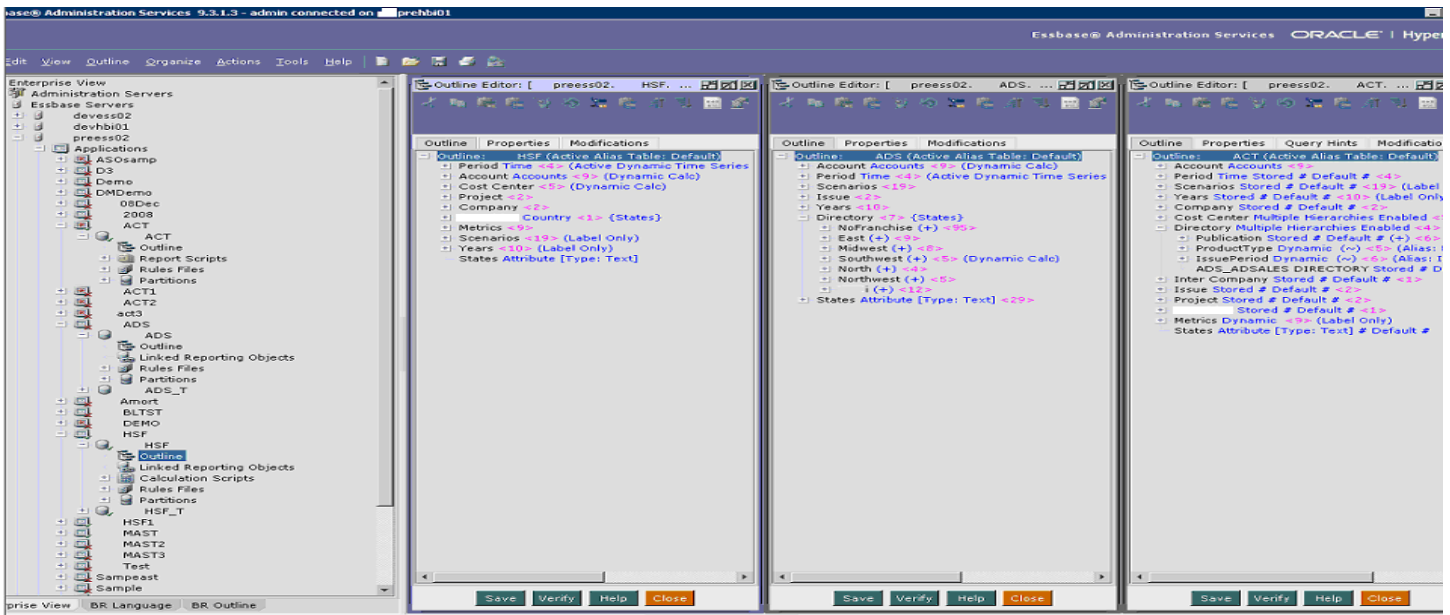 ase® Administration Services 9.3.1.3 - admin connected on prehbi01
Essbase® Administration Services ORACLE® | Hyper
Edit View Outline Organize Actions Tools Help
Enterprise View
Administration Servers
Essbase Servers
devess02
devhbi01
preess02
Applications
ASOsamp
D3
Demo
DMDemo
08Dec
2008
ACT
ACT
Outline
Report Scripts
Rules Files
Partitions
ACT1
ACT2
act3
ADS
ADS
Outline
Linked Reporting Objects
Rules Files
Partitions
ADS_T
Amort
BLTST
DEMO
HSF
HSF
Outline
Linked Reporting Objects
Calculation Scripts
Rules Files
Partitions
HSF_T
HSF1
MAST
MAST2
MAST3
Test
Sampeast
Sample
prise View BR Language BR Outline
Outline Editor: [ preess02. HSF. ...
Outline Properties Modifications
Outline: HSF (Active Alias Table: Default)
Period Time <4> (Active Dynamic Time Series
Account Accounts <9> (Dynamic Calc)
Cost Center <5> (Dynamic Calc)
Project <2>
Company <2>
Country <1> {States}
Metrics <9>
Scenarios <19> (Label Only)
Years <10> (Label Only)
States Attribute [Type: Text]
Save Verify Help Close
Outline Editor: [ preess02. ADS. ...
Outline Properties Modifications
Outline: ADS (Active Alias Table: Default)
Account Accounts <9> (Dynamic Calc)
Period Time <4> (Active Dynamic Time Series
Scenarios <19>
Issue <2>
Years <10>
Directory <7> {States}
NoFranchise (+) <95>
East (+) <9>
Midwest (+) <8>
Southwest (+) <5> (Dynamic Calc)
North (+) <4>
Northwest (+) <5>
i (+) <12>
States Attribute [Type: Text] <29>
Save Verify Help Close
Outline Editor: [ preess02. ACT. ...
Outline Properties Query Hints Modificatio
Outline: ACT (Active Alias Table: Default)
Account Accounts <9>
Period Time Stored # Default # <4>
Scenarios Stored # Default # <19> (Label
Years Stored # Default # <10> (Label Only
Company Stored # Default # <2>
Cost Center Multiple Hierarchies Enabled <
Directory Multiple Hierarchies Enabled <4>
Publication Stored # Default # (+) <6>
ProductType Dynamic (~) <5> (Alias:
IssuePeriod Dynamic (~) <6> (Alias: I
ADS_ADSALES DIRECTORY Stored # D
Inter Company Stored # Default # <1>
Issue Stored # Default # <2>
Project Stored # Default # <2>
Stored # Default # <1>
Metrics Dynamic <9> (Label Only)
States Attribute [Type: Text] # Default #
Save Verify Help Close